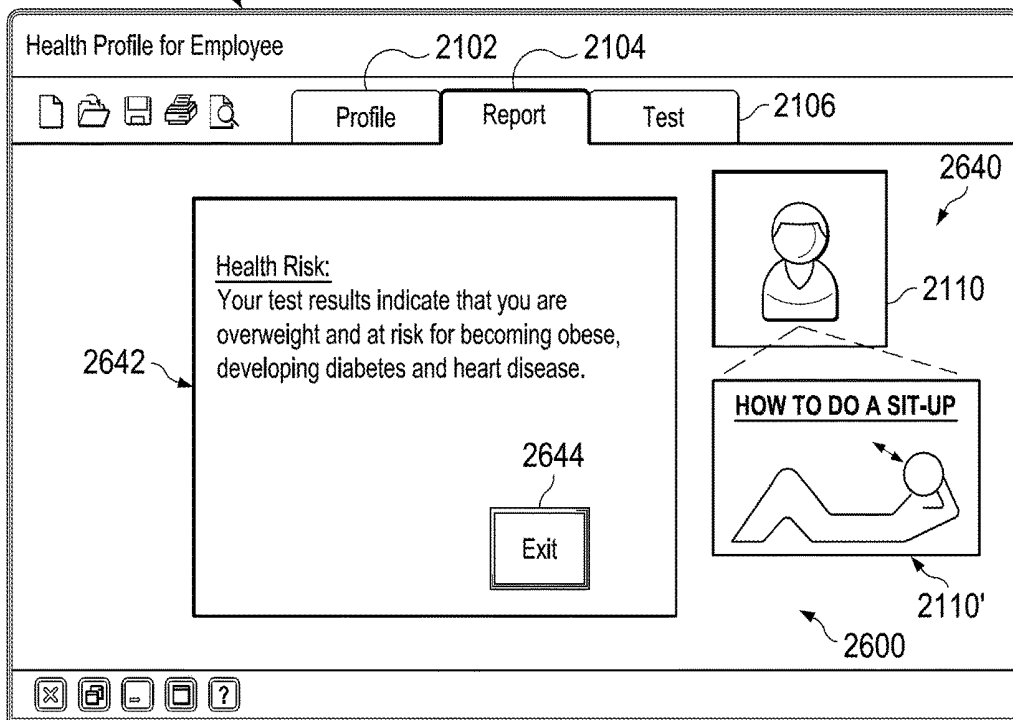 Health Profile for Employee
2102
2104
Profile
Report
Test
2106
2640
Health Risk:
Your test results indicate that you are
overweight and at risk for becoming obese,
developing diabetes and heart disease.
2110
2642
HOW TO DO A SIT-UP
2644
Exit
2110'
2600
?